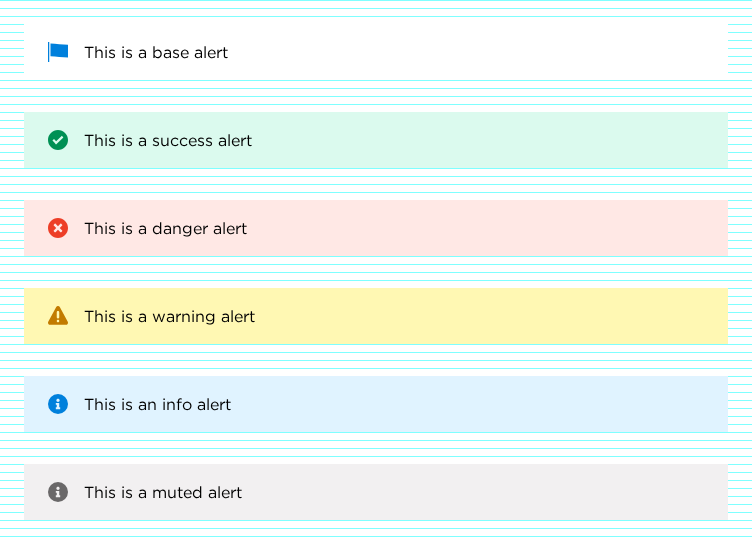 This is a base alert
This is a success alert
This is a danger alert
This is a warning alert
This is an info alert
This is a muted alert